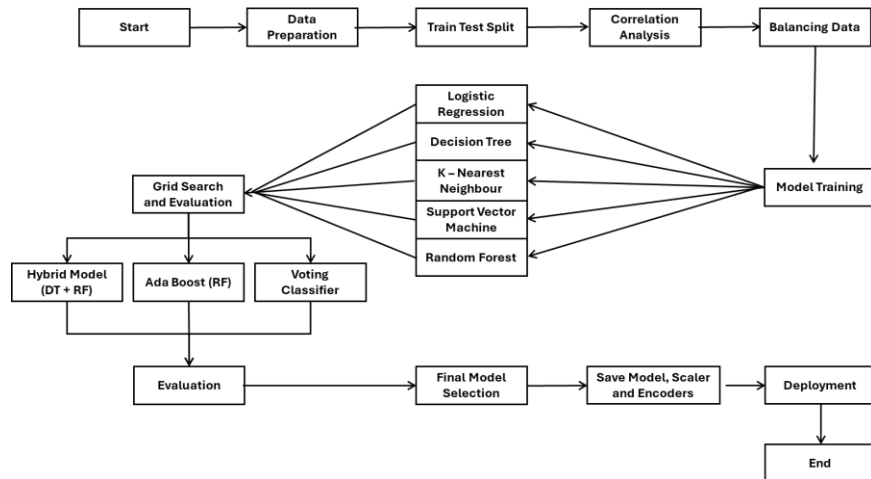 Start
Data
Preparation
Train Test Split
Correlation
Analysis
Balancing Data
Logistic
Regression
Decision Tree
K – Nearest
Neighbour
Support Vector
Machine
Random Forest
Model Training
Grid Search
and Evaluation
Hybrid Model
(DT + RF)
Ada Boost (RF)
Voting
Classifier
Evaluation
Final Model
Selection
Save Model, Scaler
and Encoders
Deployment
End